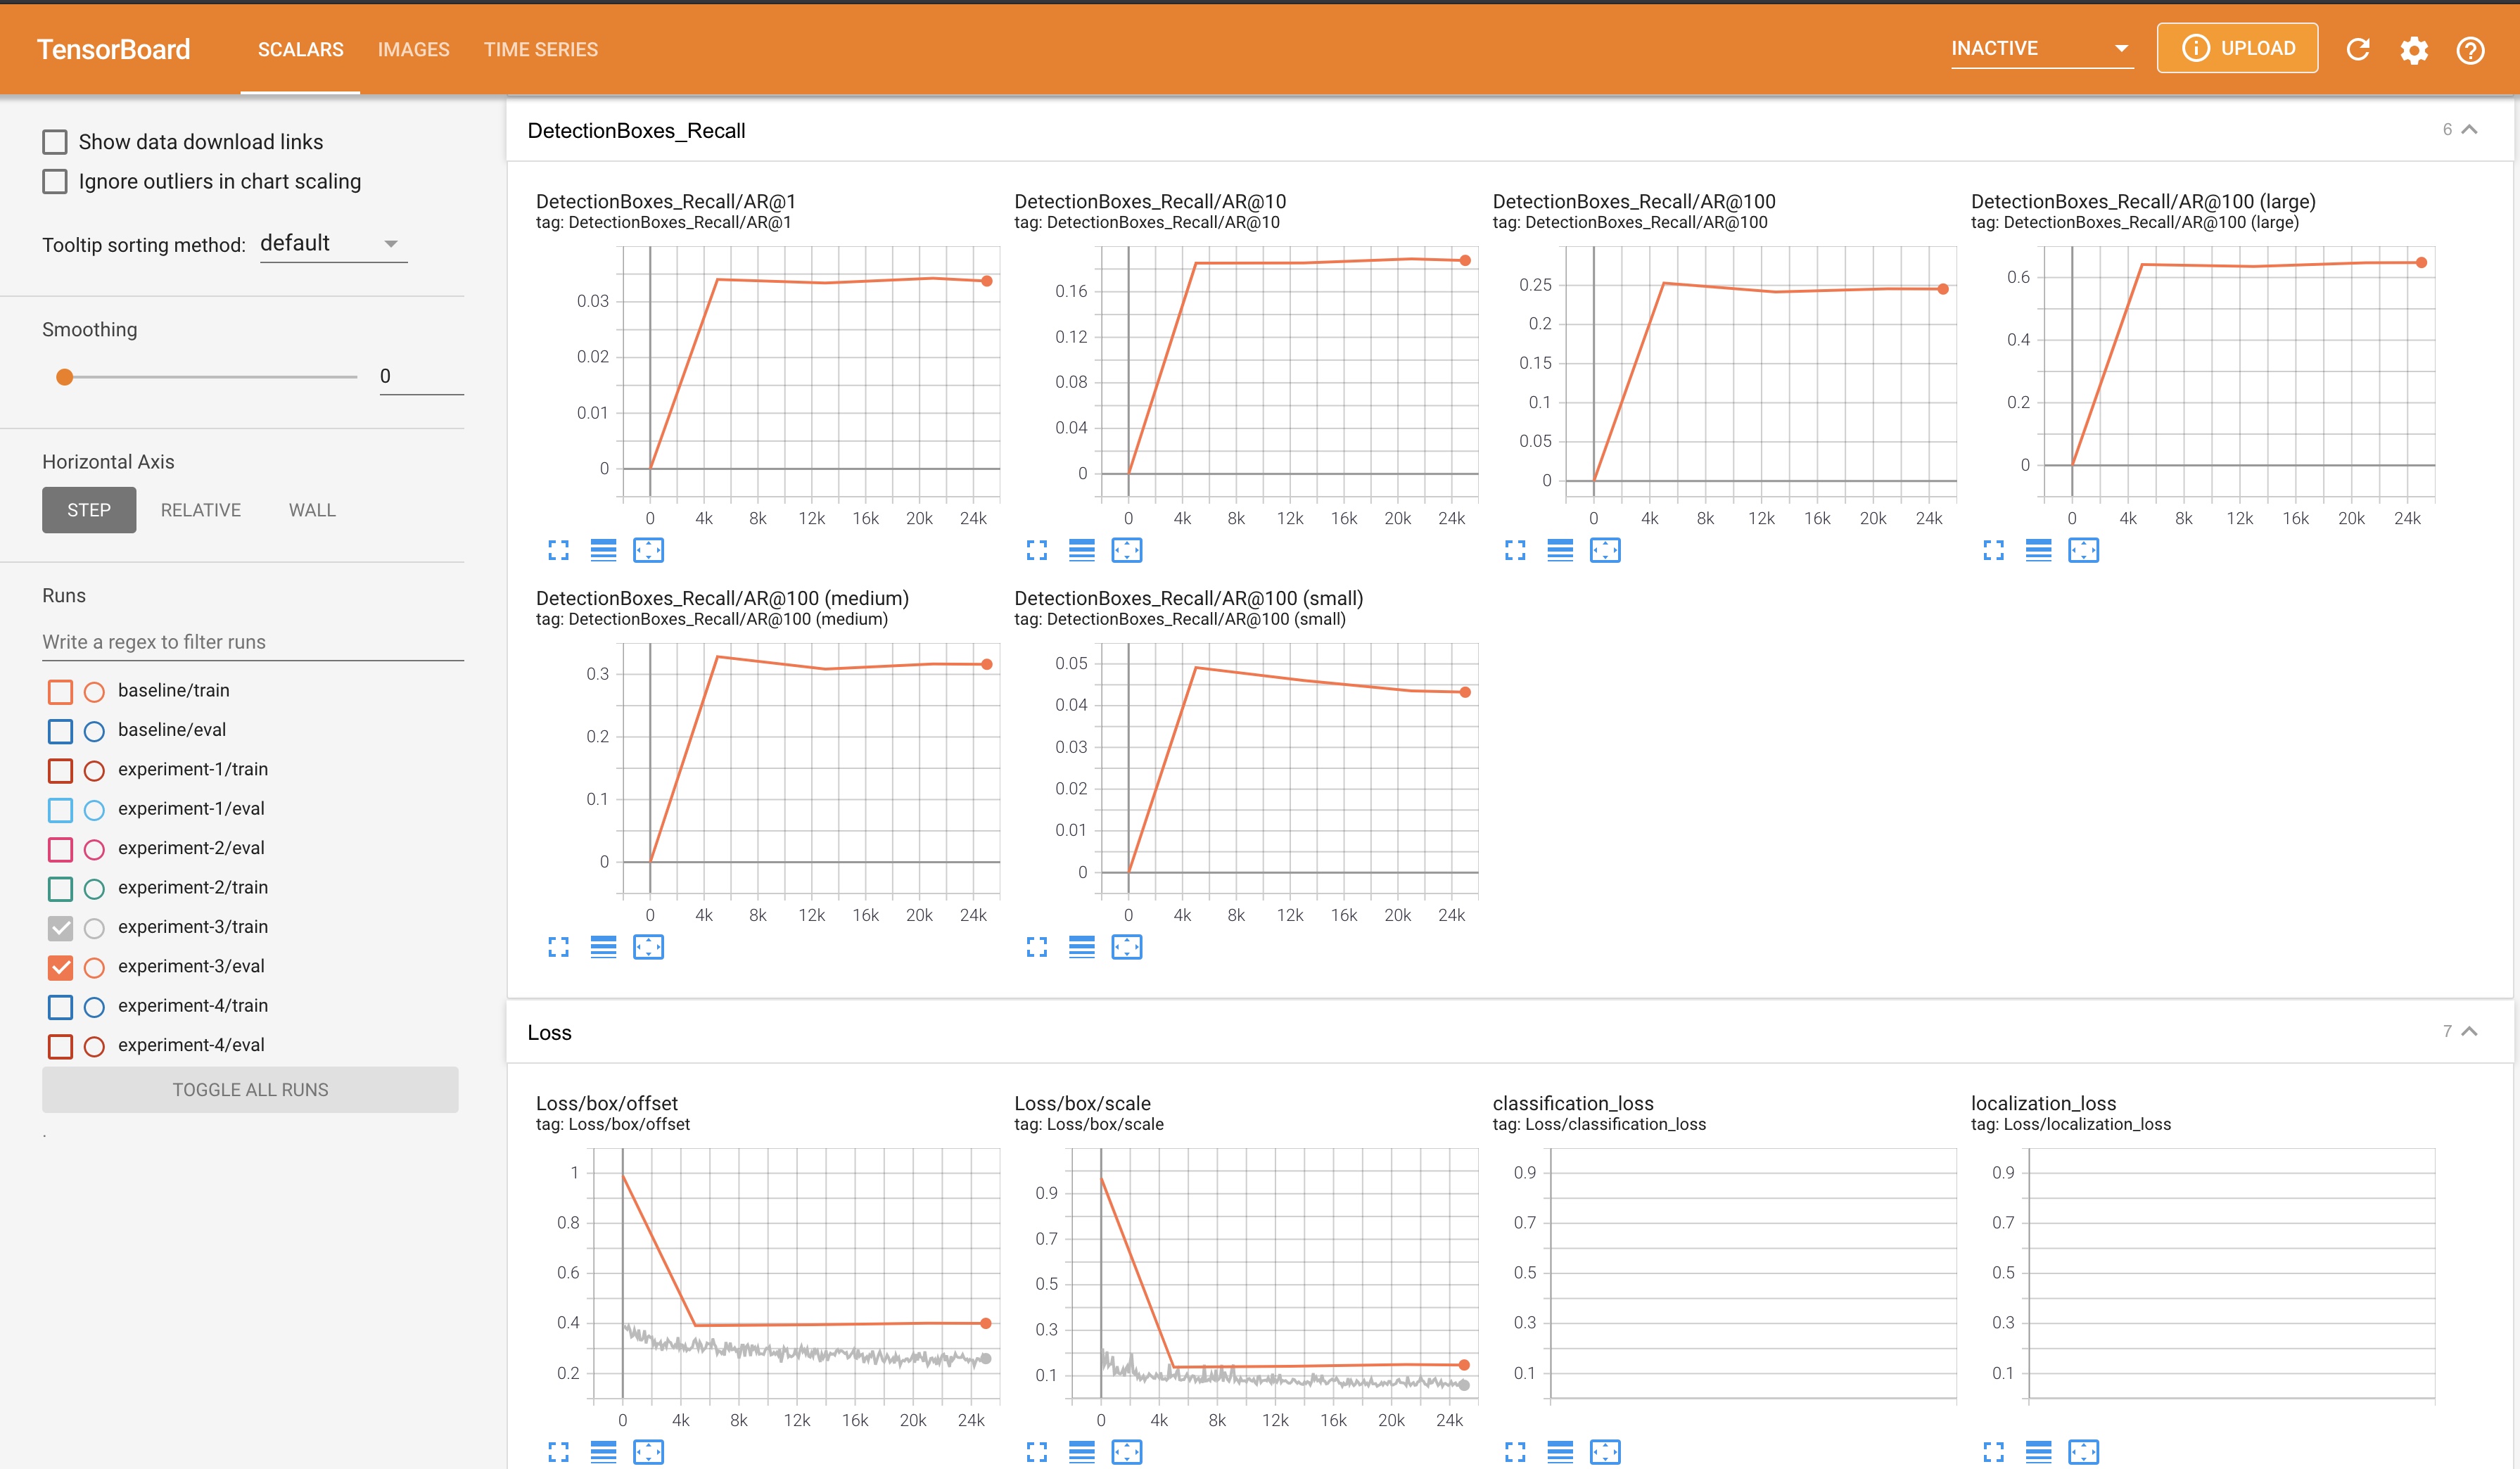 TensorBoard
SCALARS
IMAGES
TIME SERIES
INACTIVE
UPLOAD
Show data download links
Ignore outliers in chart scaling
Tooltip sorting method: default
Smoothing
0
Horizontal Axis
STEP
RELATIVE
WALL
Runs
Write a regex to filter runs
baseline/train
baseline/eval
experiment-1/train
experiment-1/eval
experiment-2/eval
experiment-2/train
experiment-3/train
experiment-3/eval
experiment-4/train
experiment-4/eval
TOGGLE ALL RUNS
.
DetectionBoxes_Recall
6
DetectionBoxes_Recall/AR@1
tag: DetectionBoxes_Recall/AR@1
0.03
0.02
0.01
0
0 4k 8k 12k 16k 20k 24k
DetectionBoxes_Recall/AR@10
tag: DetectionBoxes_Recall/AR@10
0.16
0.12
0.08
0.04
0
0 4k 8k 12k 16k 20k 24k
DetectionBoxes_Recall/AR@100
tag: DetectionBoxes_Recall/AR@100
0.25
0.2
0.15
0.1
0.05
0
0 4k 8k 12k 16k 20k 24k
DetectionBoxes_Recall/AR@100 (large)
tag: DetectionBoxes_Recall/AR@100 (large)
0.6
0.4
0.2
0
0 4k 8k 12k 16k 20k 24k
DetectionBoxes_Recall/AR@100 (medium)
tag: DetectionBoxes_Recall/AR@100 (medium)
0.3
0.2
0.1
0
0 4k 8k 12k 16k 20k 24k
DetectionBoxes_Recall/AR@100 (small)
tag: DetectionBoxes_Recall/AR@100 (small)
0.05
0.04
0.03
0.02
0.01
0
0 4k 8k 12k 16k 20k 24k
Loss
7
Loss/box/offset
tag: Loss/box/offset
1
0.8
0.6
0.4
0.2
0 4k 8k 12k 16k 20k 24k
Loss/box/scale
tag: Loss/box/scale
0.9
0.7
0.5
0.3
0.1
0 4k 8k 12k 16k 20k 24k
classification_loss
tag: Loss/classification_loss
0.9
0.7
0.5
0.3
0.1
localization_loss
tag: Loss/localization_loss
0.9
0.7
0.5
0.3
0.1